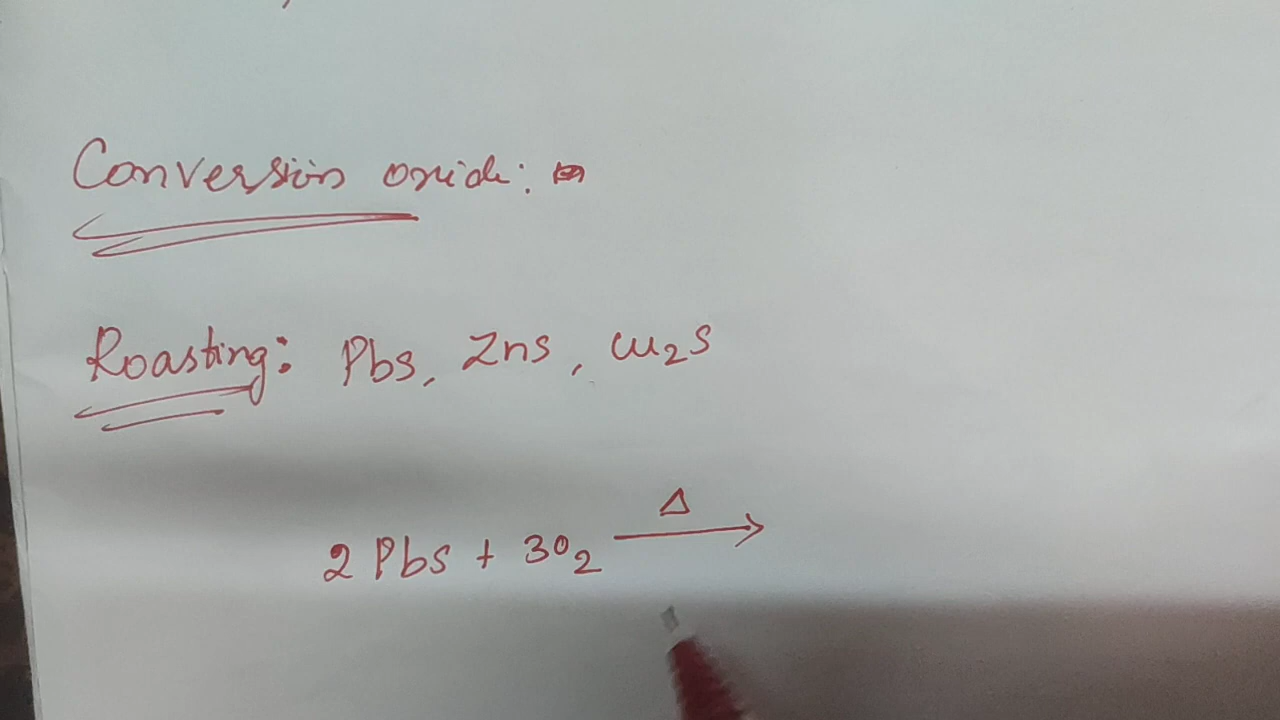 Conversion oxide:
Roasting: Pbs, Zns, Cu₂S
Δ
2 Pbs + 3O₂ →